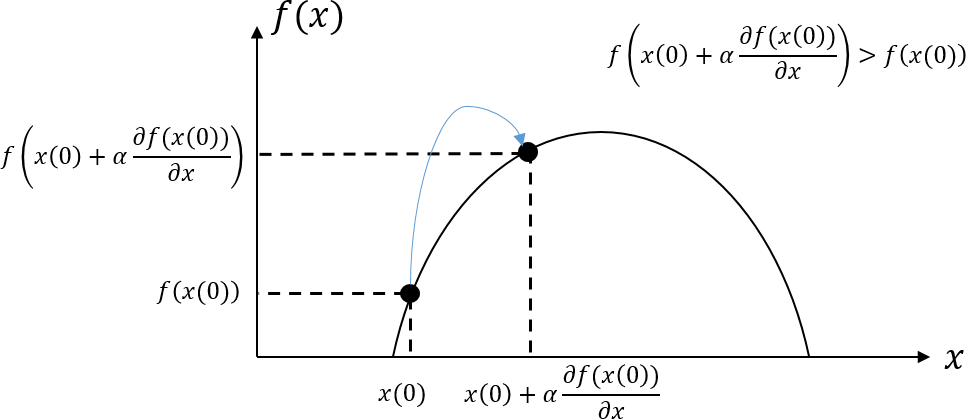 f(x)
f(x(0) + α ∂f(x(0))/∂x) > f(x(0))
f(x(0) + α ∂f(x(0))/∂x)
f(x(0))
x
x(0)
x(0) + α ∂f(x(0))/∂x